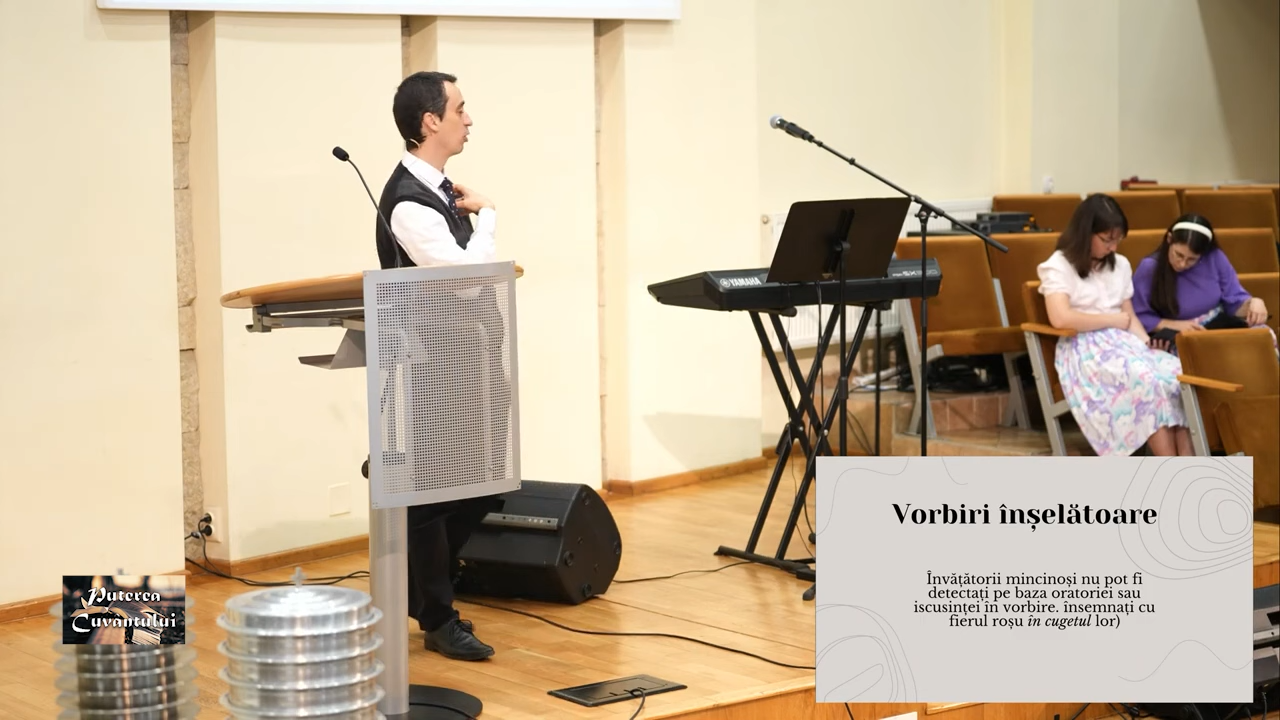 YAMAHA
Vorbiri înșelătoare
Învățătorii mincinoși nu pot fi
detectați pe baza oratoriei sau
iscusinței în vorbire. însemnați cu
fierul roșu în cugetul lor)
Puterea
Cuvântului